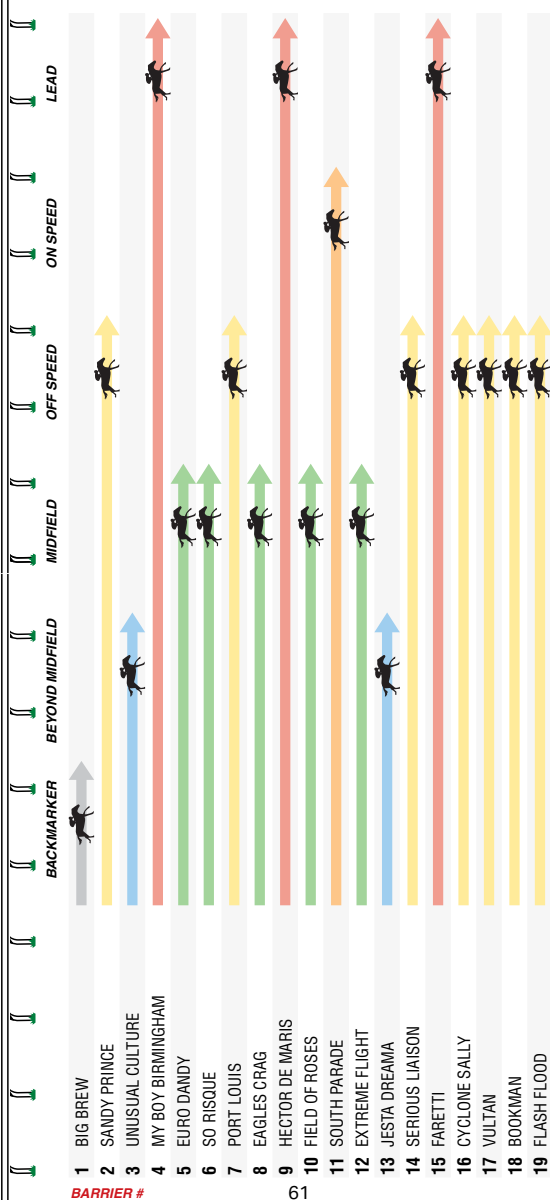 LEAD
ON SPEED
OFF SPEED
MIDFIELD
BEYOND MIDFIELD
BACKMARKER
1 BIG BREW
2 SANDY PRINCE
3 UNUSUAL CULTURE
4 MY BOY BIRMINGHAM
5 EURO DANDY
6 SO RISQUE
7 PORT LOUIS
8 EAGLES CRAG
9 HECTOR DE MARIS
10 FIELD OF ROSES
11 SOUTH PARADE
12 EXTREME FLIGHT
13 JESTA DREAMA
14 SERIOUS LIAISON
15 FARETTI
16 CYCLONE SALLY
17 VULTAN
18 BOOKMAN
19 FLASH FLOOD
BARRIER #
61